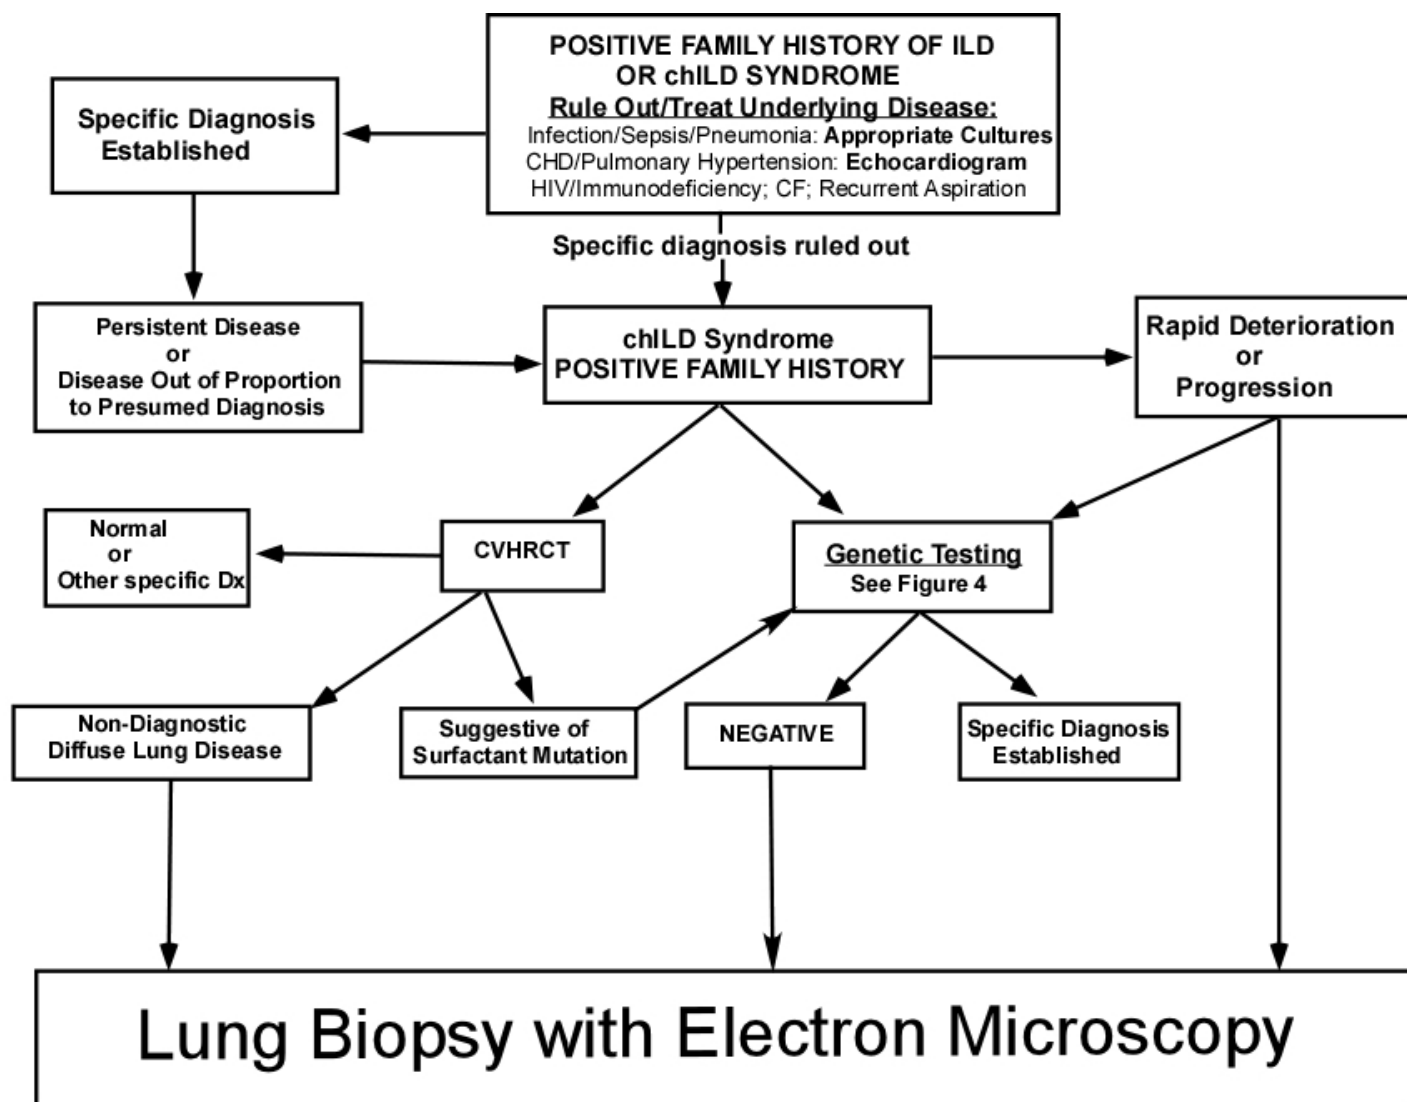 POSITIVE FAMILY HISTORY OF ILD
OR chILD SYNDROME
Rule Out/Treat Underlying Disease:
Infection/Sepsis/Pneumonia: Appropriate Cultures
CHD/Pulmonary Hypertension: Echocardiogram
HIV/Immunodeficiency; CF; Recurrent Aspiration
Specific Diagnosis
Established
Specific diagnosis ruled out
Persistent Disease
or
Disease Out of Proportion
to Presumed Diagnosis
chILD Syndrome
POSITIVE FAMILY HISTORY
Rapid Deterioration
or
Progression
Normal
or
Other specific Dx
CVHRCT
Genetic Testing
See Figure 4
Non-Diagnostic
Diffuse Lung Disease
Suggestive of
Surfactant Mutation
NEGATIVE
Specific Diagnosis
Established
Lung Biopsy with Electron Microscopy